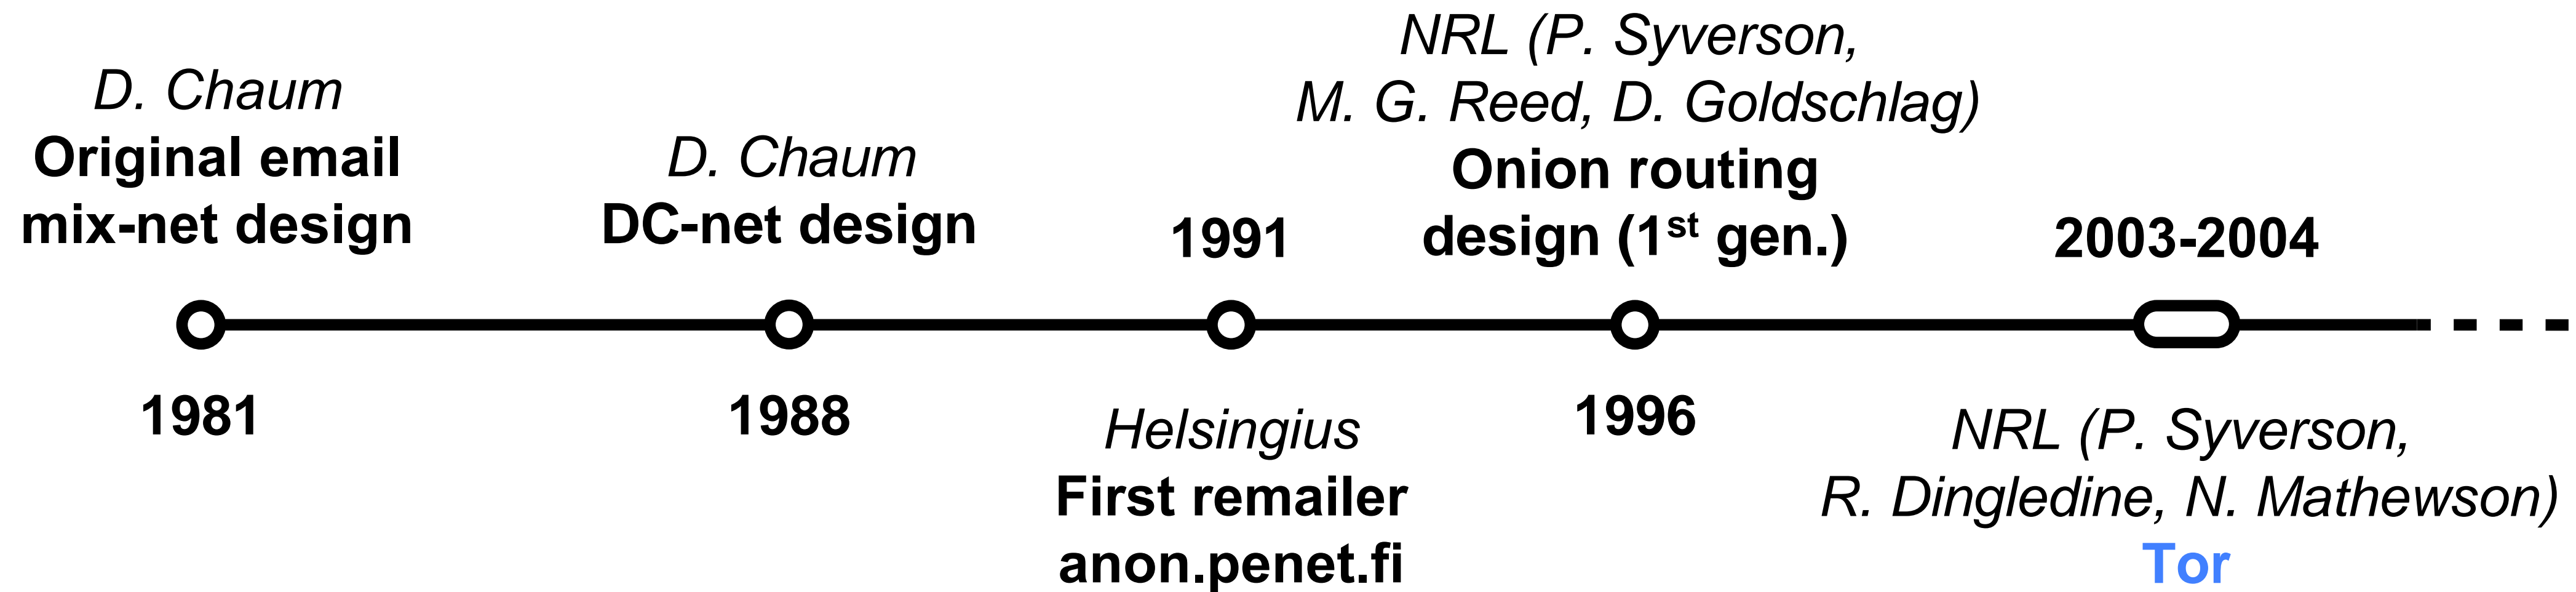 D. Chaum
Original email
mix-net design
1981
D. Chaum
DC-net design
1988
1991
Helsingius
First remailer
anon.penet.fi
NRL (P. Syverson,
M. G. Reed, D. Goldschlag)
Onion routing
design (1st gen.)
1996
2003-2004
NRL (P. Syverson,
R. Dingledine, N. Mathewson)
Tor